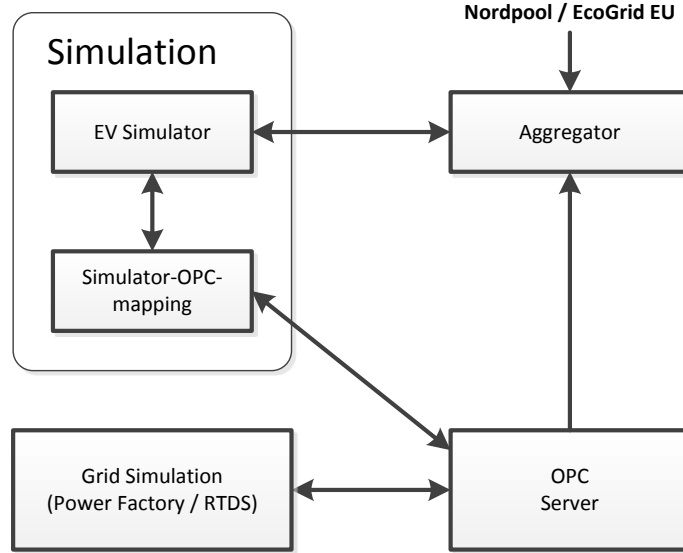 Nordpool / EcoGrid EU
Simulation
EV Simulator
Aggregator
Simulator-OPC-
mapping
Grid Simulation
(Power Factory / RTDS)
OPC
Server